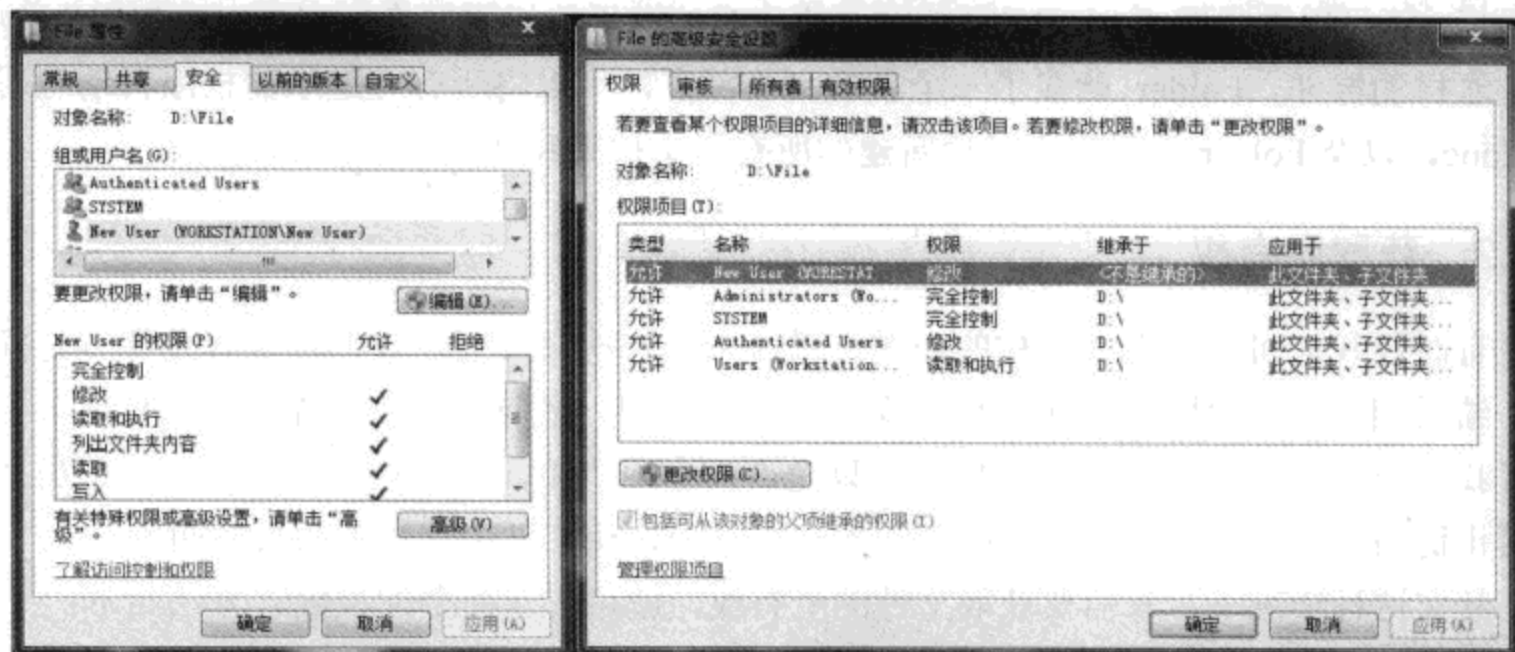 File 属性
常规 共享 安全 以前的版本 自定义
对象名称: D:\File
组或用户名(G):
Authenticated Users
SYSTEM
New User (WORKSTATION\New User)
要更改权限，请单击“编辑”。
编辑(E)...
New User 的权限(P) 允许 拒绝
完全控制
修改
读取和执行
列出文件夹内容
读取
写入
有关特殊权限或高级设置，请单击“高
级”。
高级(V)
了解访问控制和权限
确定 取消 应用(A)
File 的高级安全设置
权限 审核 所有者 有效权限
若要查看某个权限项目的详细信息，请双击该项目。若要修改权限，请单击“更改权限”。
对象名称: D:\File
权限项目(T):
类型 名称 权限 继承于 应用于
允许 New User (WORKSTAT 修改 <不是继承的> 此文件夹、子文件夹...
允许 Administrators (Wo... 完全控制 D:\ 此文件夹、子文件夹...
允许 SYSTEM 完全控制 D:\ 此文件夹、子文件夹...
允许 Authenticated Users 修改 D:\ 此文件夹、子文件夹...
允许 Users (Workstation... 读取和执行 D:\ 此文件夹、子文件夹...
更改权限(C)...
包括可从该对象的父项继承的权限(I)
管理权限项目
确定 取消 应用(A)